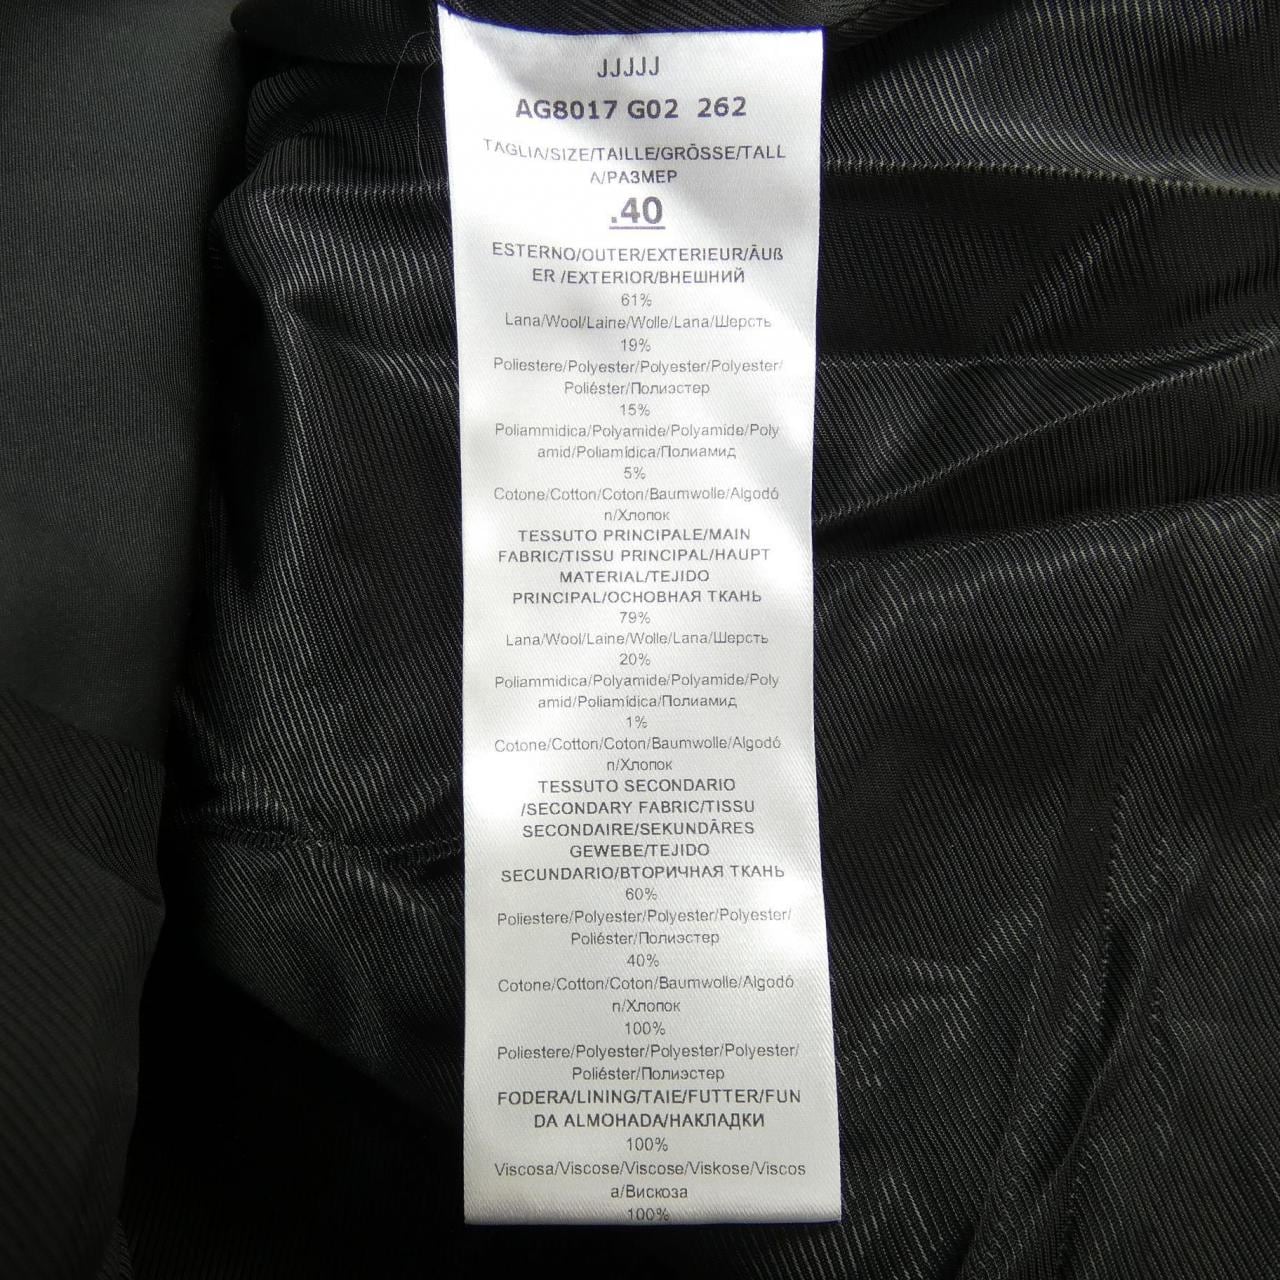 JJJJJ
AG8017 G02 262
TAGLIA/SIZE/TAILLE/GRÖSSE/TALL
A/РАЗМЕР
.40
ESTERNO/OUTER/EXTERIEUR/ÄUß
ER /EXTERIOR/ВНЕШНИЙ
61%
Lana/Wool/Laine/Wolle/Lana/Шерсть
19%
Poliestere/Polyester/Polyester/Polyester/
Poliéster/Полиэстер
15%
Poliammidica/Polyamide/Polyamide/Poly
amid/Poliamídica/Полиамид
5%
Cotone/Cotton/Coton/Baumwolle/Algodó
n/Хлопок
TESSUTO PRINCIPALE/MAIN
FABRIC/TISSU PRINCIPAL/HAUPT
MATERIAL/TEJIDO
PRINCIPAL/ОСНОВНАЯ ТКАНЬ
79%
Lana/Wool/Laine/Wolle/Lana/Шерсть
20%
Poliammidica/Polyamide/Polyamide/Poly
amid/Poliamídica/Полиамид
1%
Cotone/Cotton/Coton/Baumwolle/Algodó
n/Хлопок
TESSUTO SECONDARIO
/SECONDARY FABRIC/TISSU
SECONDAIRE/SEKUNDÄRES
GEWEBE/TEJIDO
SECUNDARIO/ВТОРИЧНАЯ ТКАНЬ
60%
Poliestere/Polyester/Polyester/Polyester/
Poliéster/Полиэстер
40%
Cotone/Cotton/Coton/Baumwolle/Algodó
n/Хлопок
100%
Poliestere/Polyester/Polyester/Polyester/
Poliéster/Полиэстер
FODERA/LINING/TAIE/FUTTER/FUN
DA ALMOHADA/НАКЛАДКИ
100%
Viscosa/Viscose/Viscose/Viskose/Viscos
a/Вискоза
100%